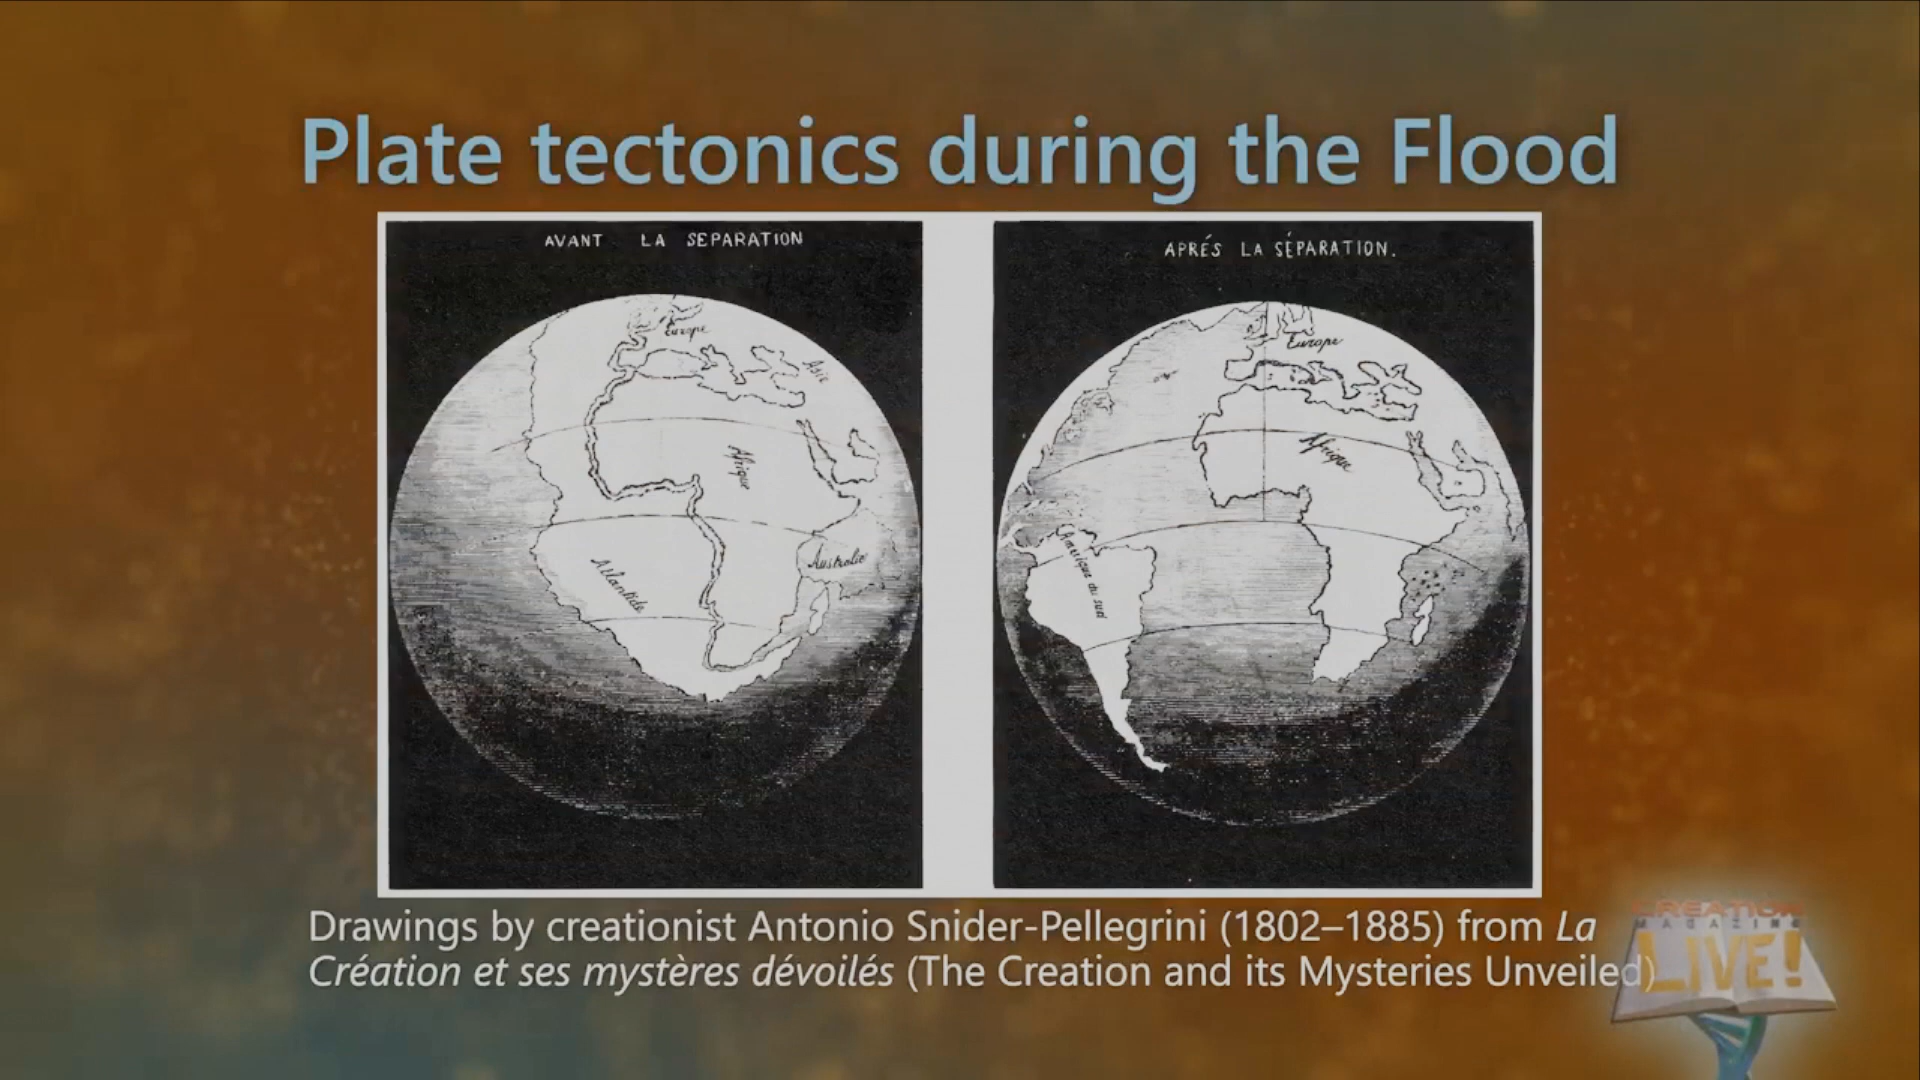 Plate tectonics during the Flood
AVANT LA SEPARATION
Europe
Asie
Afrique
Australie
Atlantide
APRÉS LA SÉPARATION.
Europe
Afrique
Amérique du sud
Drawings by creationist Antonio Snider-Pellegrini (1802–1885) from La
Création et ses mystères dévoilés (The Creation and its Mysteries Unveiled)
CREATION
MAGAZINE
LIVE!